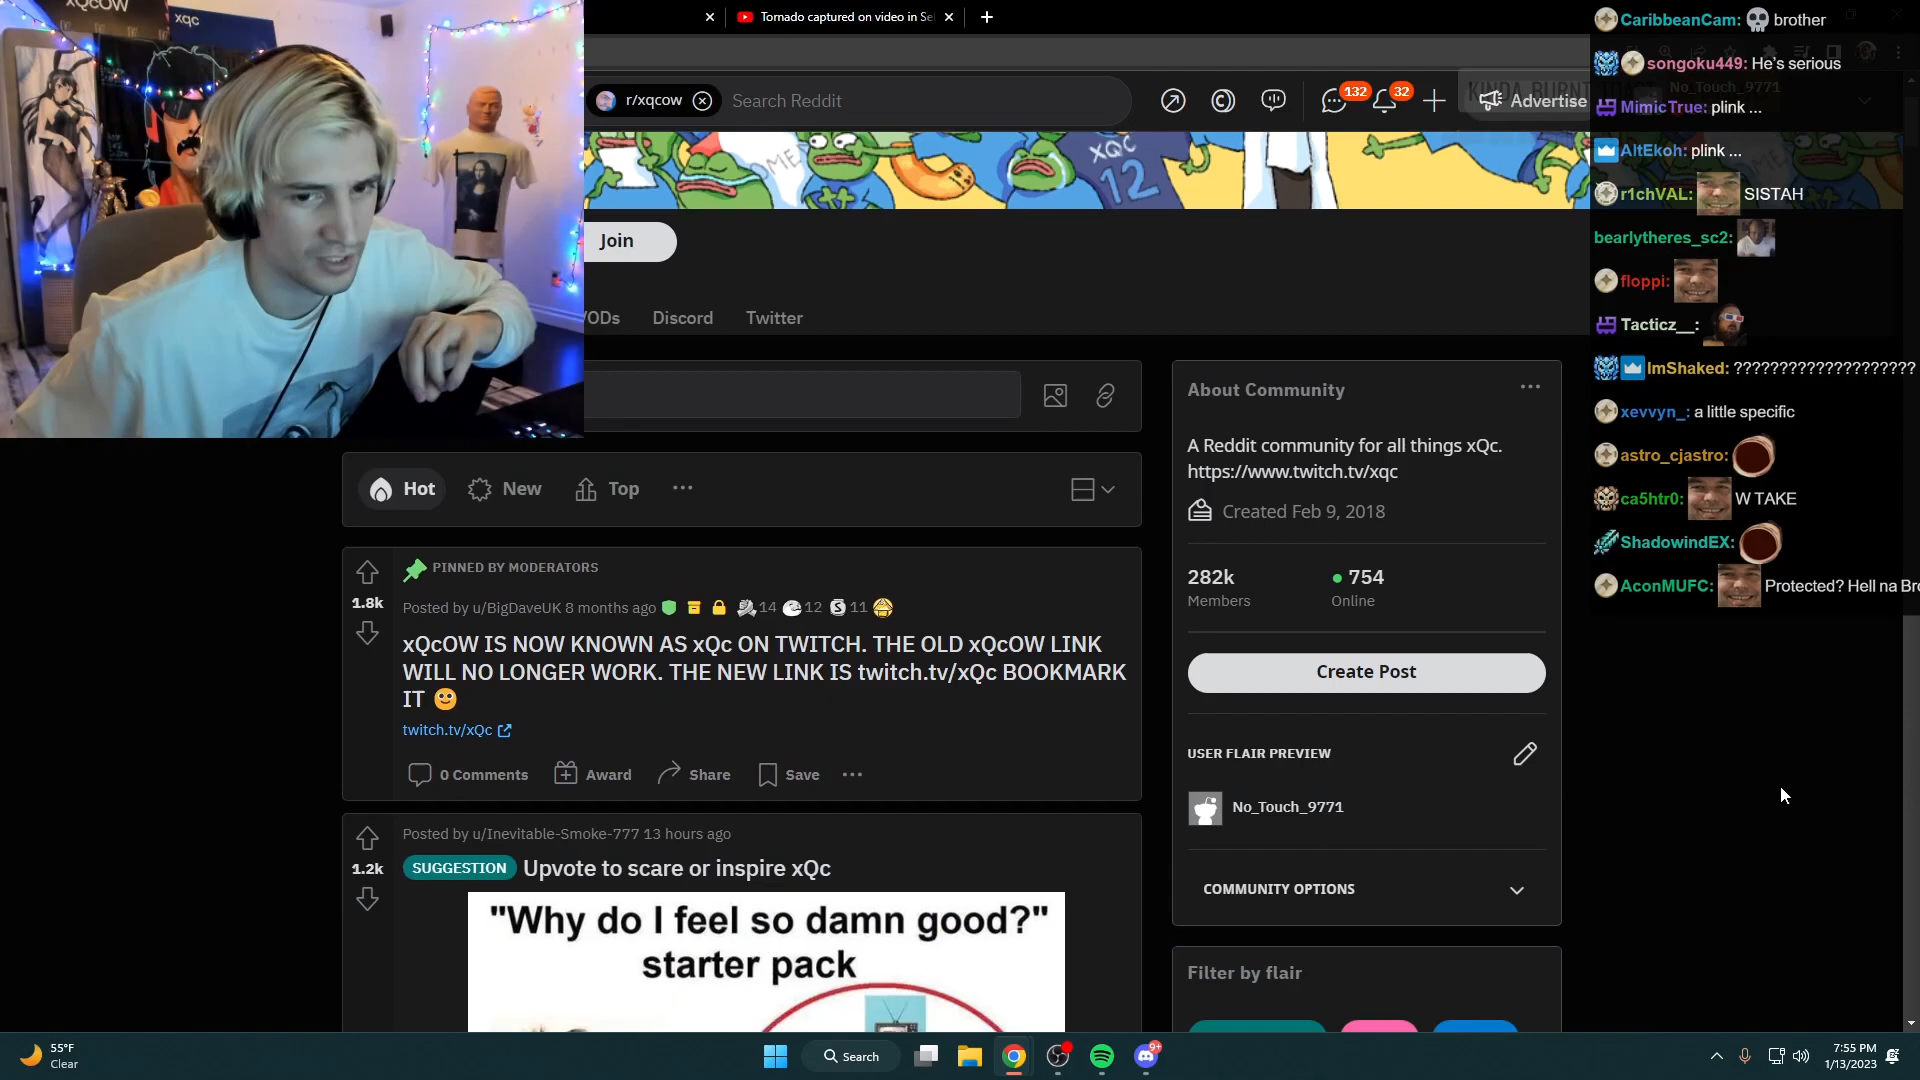 xQcOW
xqc
Tornado captured on video in Se
r/xqcow
Search Reddit
132
32
Advertise
XQC
12
Join
VODs
Discord
Twitter
Hot
New
Top
PINNED BY MODERATORS
1.8k
Posted by u/BigDaveUK 8 months ago
14
12
11
xQcOW IS NOW KNOWN AS xQc ON TWITCH. THE OLD xQcOW LINK
WILL NO LONGER WORK. THE NEW LINK IS twitch.tv/xQc BOOKMARK
IT 🙂
twitch.tv/xQc
0 Comments
Award
Share
Save
Posted by u/Inevitable-Smoke-777 13 hours ago
1.2k
SUGGESTION
Upvote to scare or inspire xQc
"Why do I feel so damn good?"
starter pack
About Community
A Reddit community for all things xQc.
https://www.twitch.tv/xqc
Created Feb 9, 2018
282k
Members
754
Online
Create Post
USER FLAIR PREVIEW
No_Touch_9771
COMMUNITY OPTIONS
Filter by flair
CaribbeanCam: brother
songoku449: He's serious
No_Touch_9771
MimicTrue: plink ...
AltEkoh: plink ...
r1chVAL: SISTAH
bearlytheres_sc2:
floppi:
Tacticz__:
ImShaked: ????????????????????
xevvyn_: a little specific
astro_cjastro:
ca5htr0: W TAKE
ShadowindEX:
AconMUFC: Protected? Hell na Bro
55°F
Clear
Search
9+
7:55 PM
1/13/2023